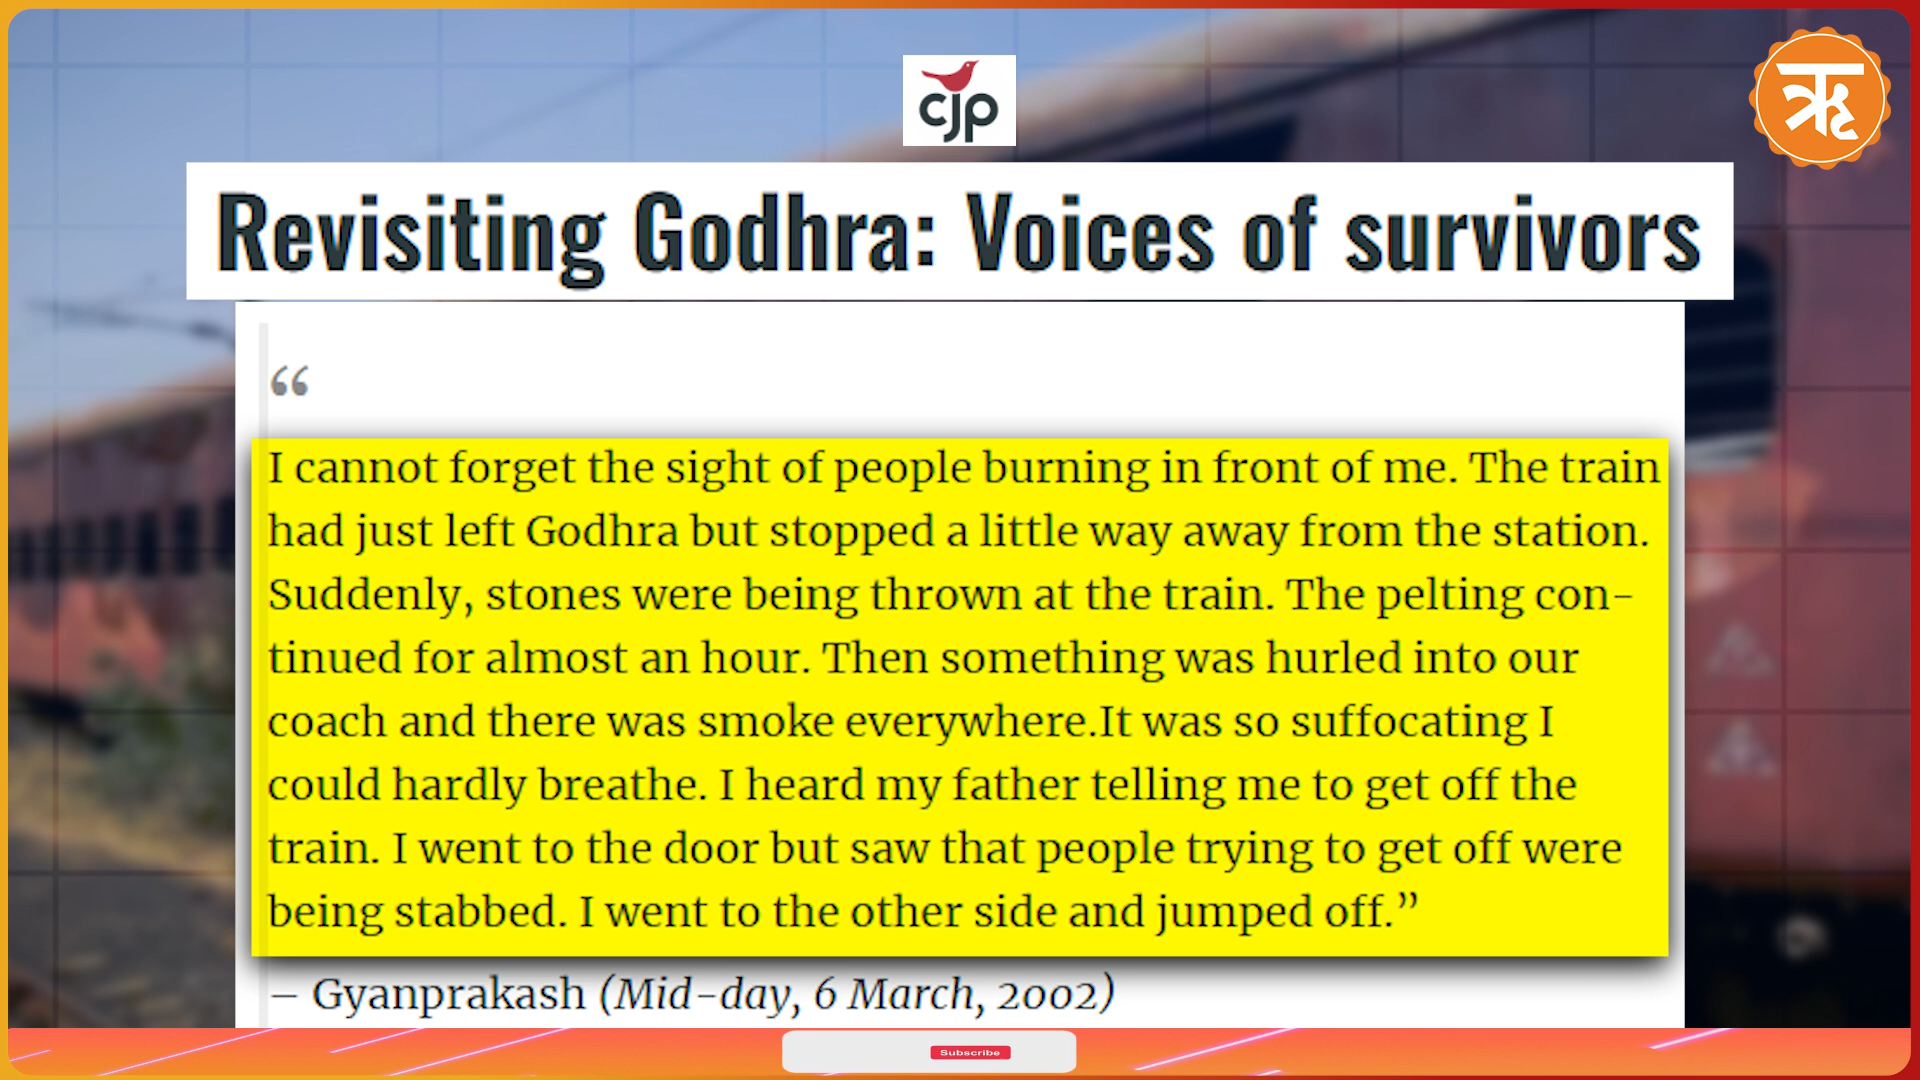 cjp
ऋ
Revisiting Godhra: Voices of survivors
“
I cannot forget the sight of people burning in front of me. The train
had just left Godhra but stopped a little way away from the station.
Suddenly, stones were being thrown at the train. The pelting con-
tinued for almost an hour. Then something was hurled into our
coach and there was smoke everywhere.It was so suffocating I
could hardly breathe. I heard my father telling me to get off the
train. I went to the door but saw that people trying to get off were
being stabbed. I went to the other side and jumped off.”
– Gyanprakash (Mid-day, 6 March, 2002)
Subscribe